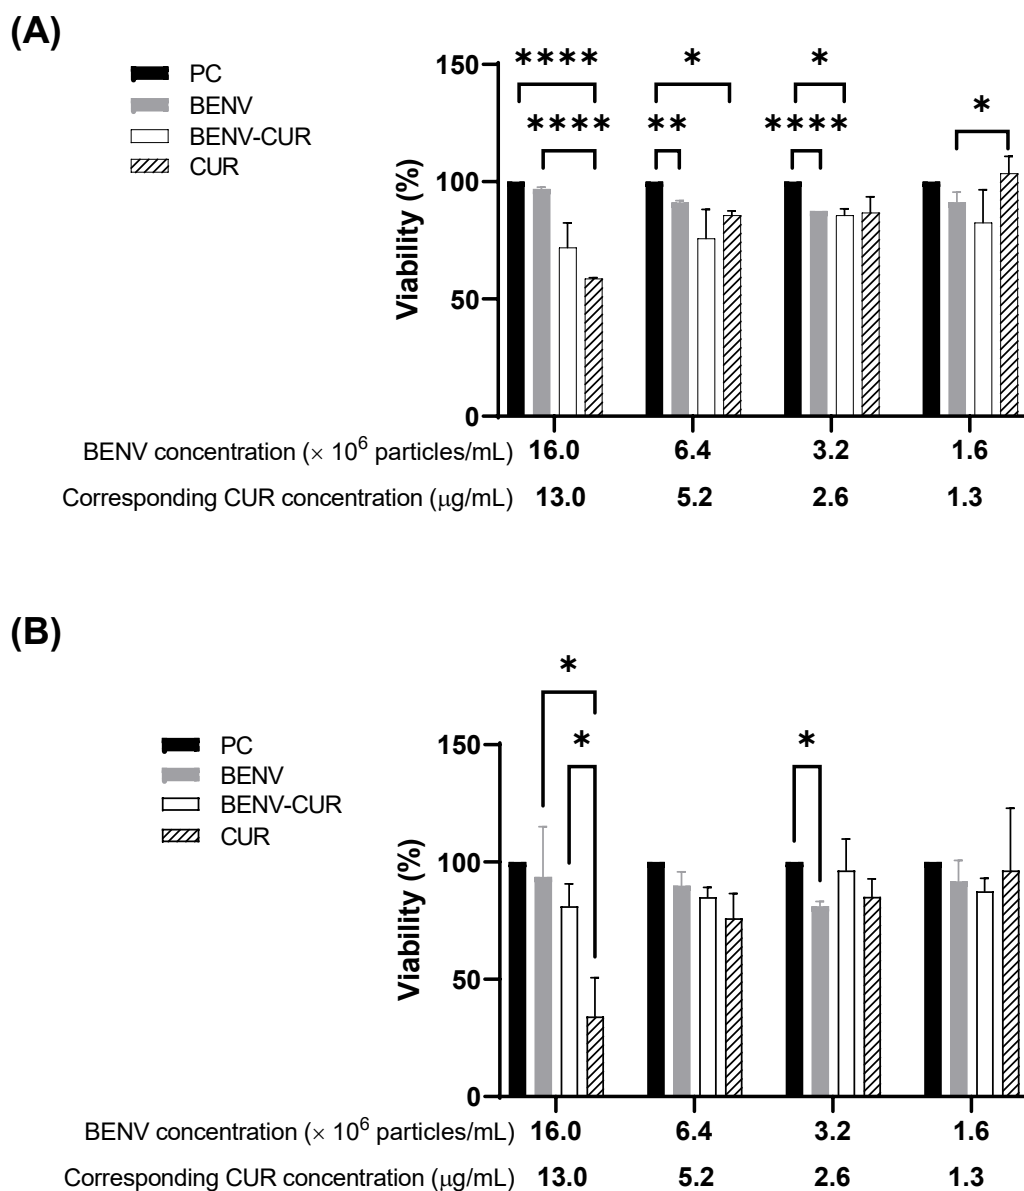 (A)
PC
BENV
BENV-CUR
CUR
Viability (%)
150
100
50
0
**** * *
**** ** **** *
BENV concentration (× 10⁶ particles/mL) 16.0 6.4 3.2 1.6
Corresponding CUR concentration (μg/mL) 13.0 5.2 2.6 1.3
(B)
PC
BENV
BENV-CUR
CUR
Viability (%)
150
100
50
0
*
* *
BENV concentration (× 10⁶ particles/mL) 16.0 6.4 3.2 1.6
Corresponding CUR concentration (μg/mL) 13.0 5.2 2.6 1.3